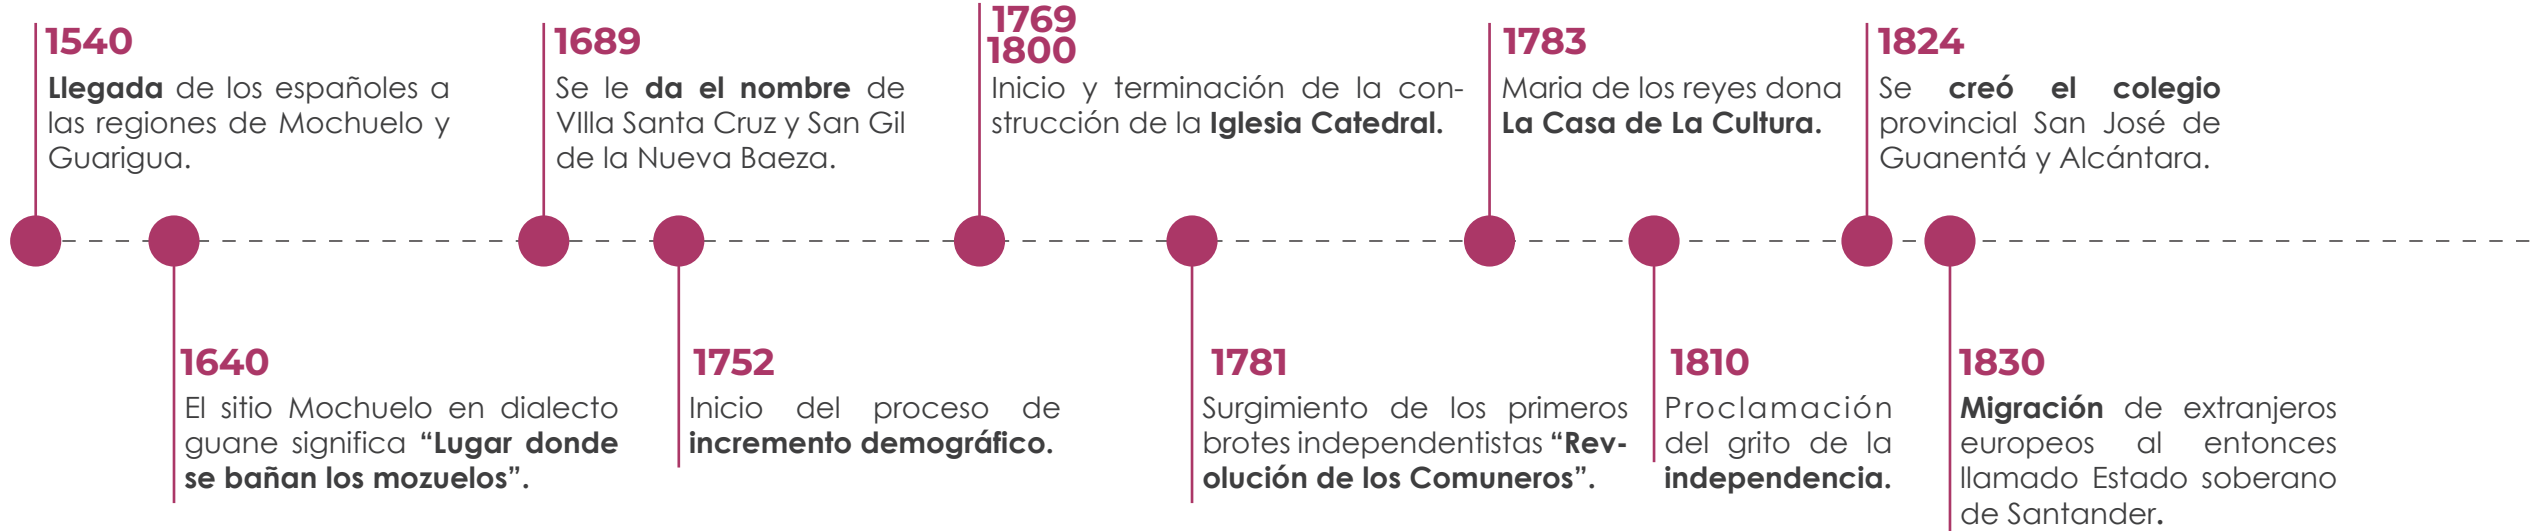 1540
Llegada de los españoles a
las regiones de Mochuelo y
Guarigua.
1640
El sitio Mochuelo en dialecto
guane significa “Lugar donde
se bañan los mozuelos”.
1689
Se le da el nombre de
VIlla Santa Cruz y San Gil
de la Nueva Baeza.
1752
Inicio del proceso de
incremento demográfico.
1769
1800
Inicio y terminación de la con-
strucción de la Iglesia Catedral.
1781
Surgimiento de los primeros
brotes independentistas “Rev-
olución de los Comuneros”.
1783
Maria de los reyes dona
La Casa de La Cultura.
1810
Proclamación
del grito de la
independencia.
1824
Se creó el colegio
provincial San José de
Guanentá y Alcántara.
1830
Migración de extranjeros
europeos al entonces
llamado Estado soberano
de Santander.